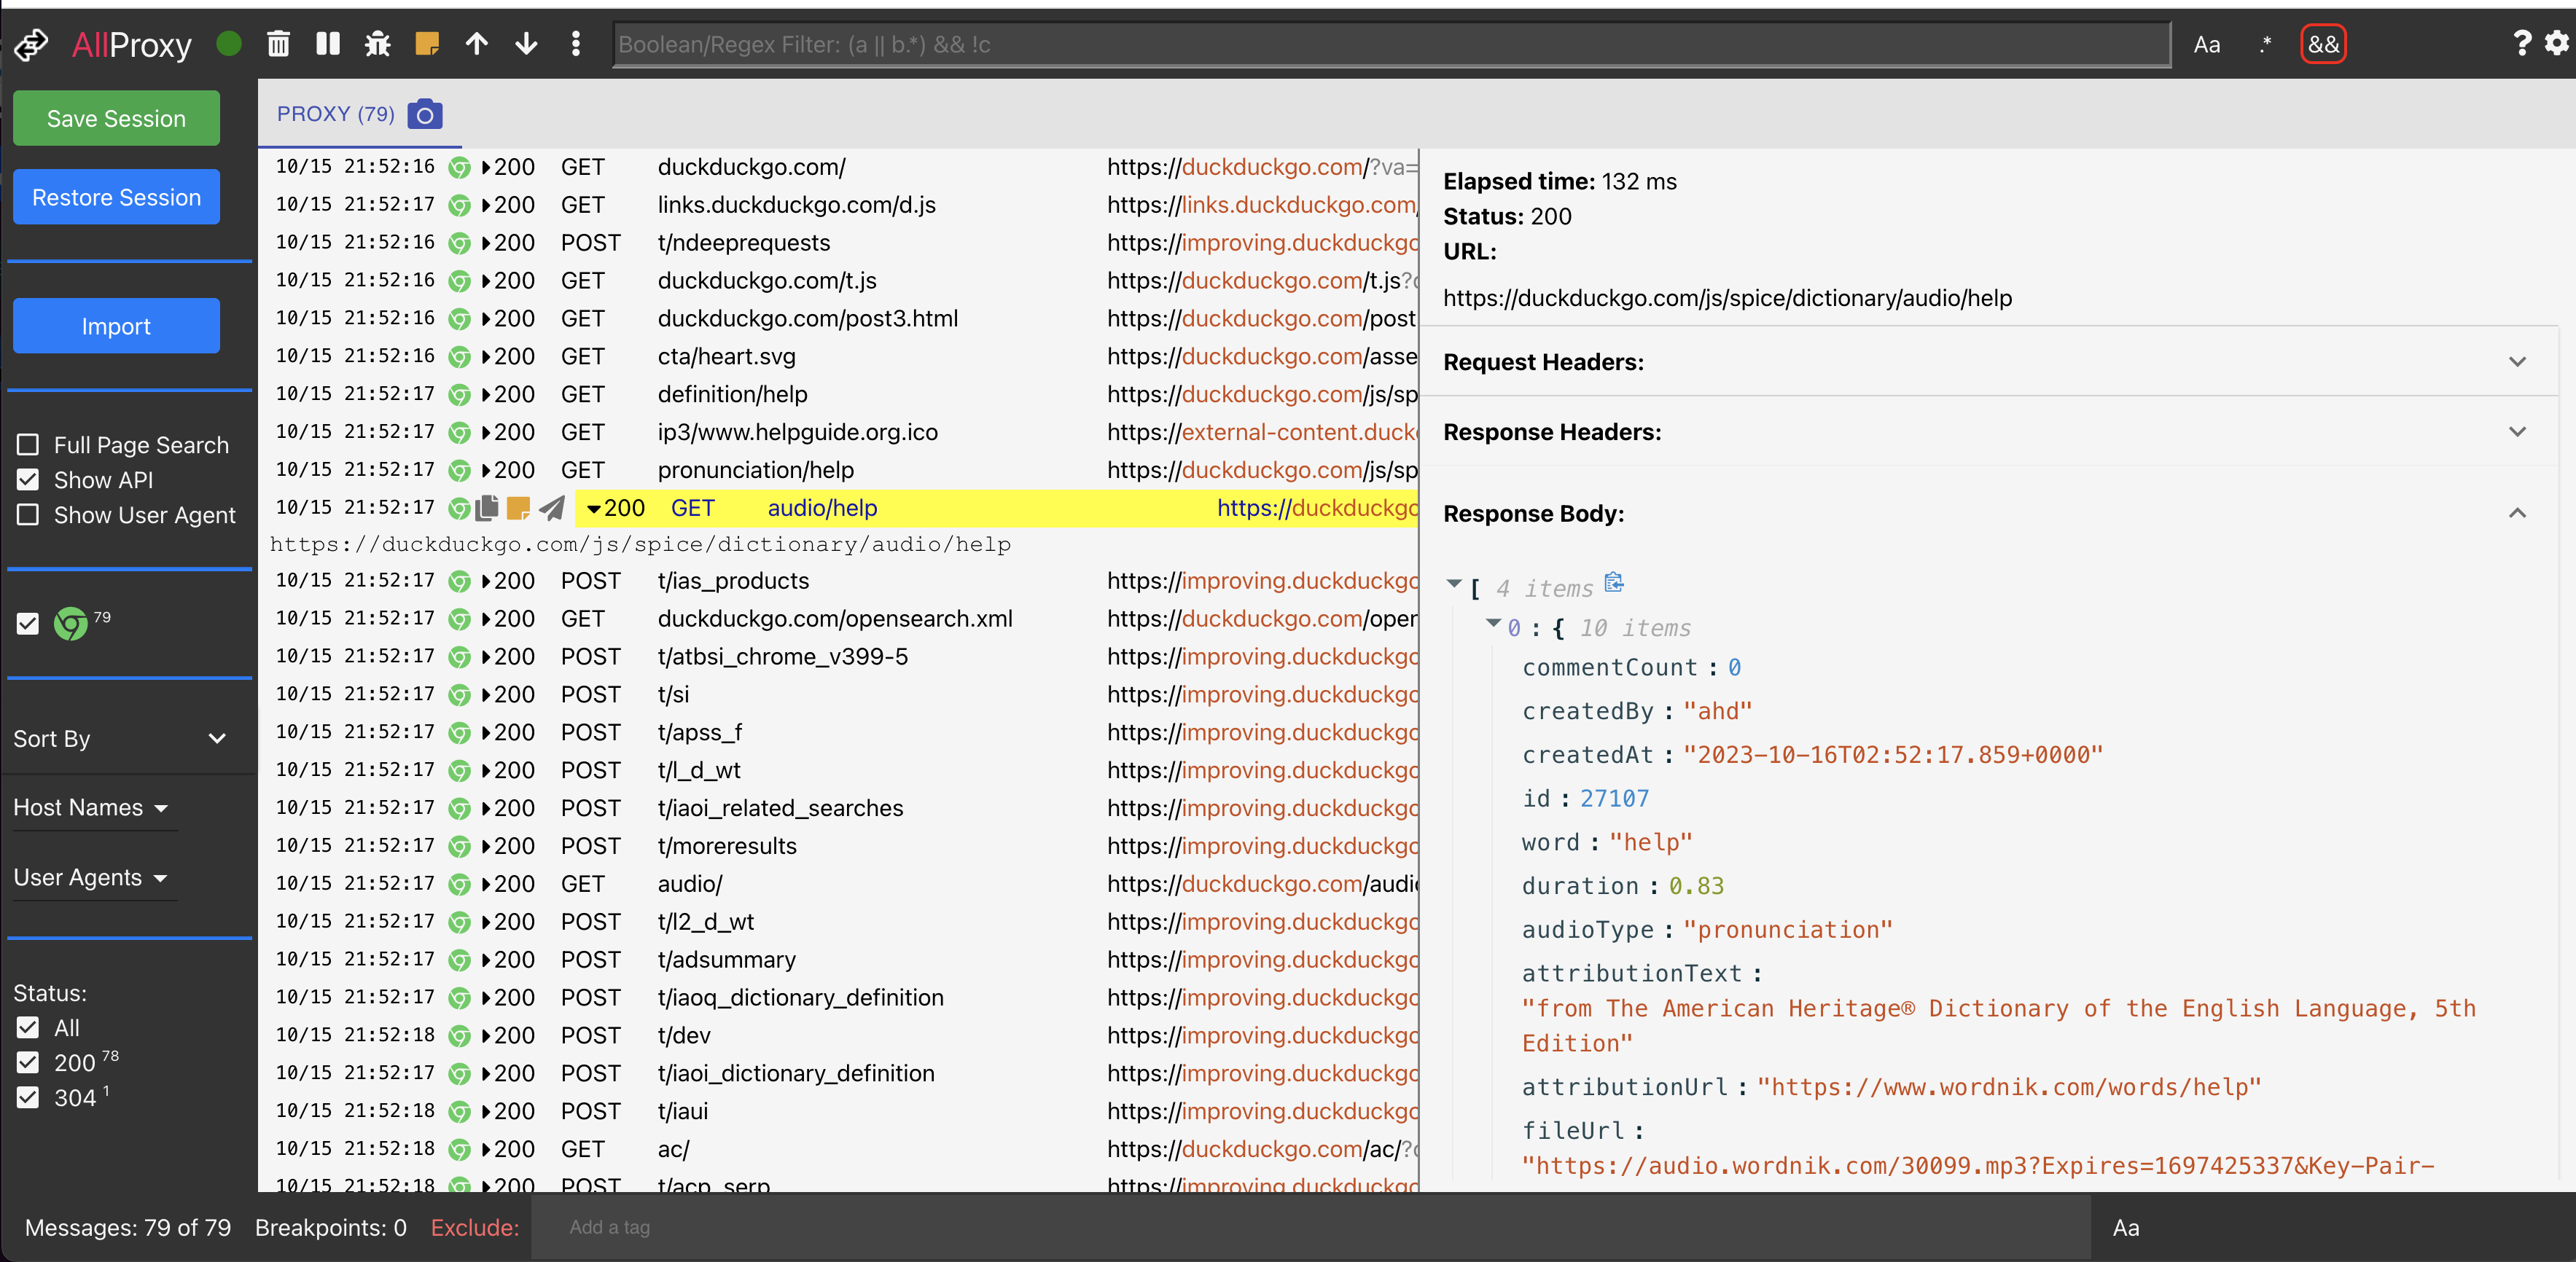 AllProxy
Boolean/Regex Filter: (a || b.*) && !c
Aa
.*
&&
?
Save Session
Restore Session
Import
Full Page Search
Show API
Show User Agent
79
Sort By
Host Names
User Agents
Status:
All
200 78
304 1
PROXY (79)
10/15 21:52:16 200 GET duckduckgo.com/ https://duckduckgo.com/?va=
10/15 21:52:17 200 GET links.duckduckgo.com/d.js https://links.duckduckgo.com/
10/15 21:52:16 200 POST t/ndeeprequests https://improving.duckduckgo
10/15 21:52:16 200 GET duckduckgo.com/t.js https://duckduckgo.com/t.js?
10/15 21:52:16 200 GET duckduckgo.com/post3.html https://duckduckgo.com/post
10/15 21:52:16 200 GET cta/heart.svg https://duckduckgo.com/asse
10/15 21:52:17 200 GET definition/help https://duckduckgo.com/js/sp
10/15 21:52:17 200 GET ip3/www.helpguide.org.ico https://external-content.duck
10/15 21:52:17 200 GET pronunciation/help https://duckduckgo.com/js/sp
10/15 21:52:17 200 GET audio/help https://duckduckgo
https://duckduckgo.com/js/spice/dictionary/audio/help
10/15 21:52:17 200 POST t/ias_products https://improving.duckduckgo
10/15 21:52:17 200 GET duckduckgo.com/opensearch.xml https://duckduckgo.com/oper
10/15 21:52:17 200 POST t/atbsi_chrome_v399-5 https://improving.duckduckgo
10/15 21:52:17 200 POST t/si https://improving.duckduckgo
10/15 21:52:17 200 POST t/apss_f https://improving.duckduckgo
10/15 21:52:17 200 POST t/l_d_wt https://improving.duckduckgo
10/15 21:52:17 200 POST t/iaoi_related_searches https://improving.duckduckgo
10/15 21:52:17 200 POST t/moreresults https://improving.duckduckgo
10/15 21:52:17 200 GET audio/ https://duckduckgo.com/audi
10/15 21:52:17 200 POST t/l2_d_wt https://improving.duckduckgo
10/15 21:52:17 200 POST t/adsummary https://improving.duckduckgo
10/15 21:52:17 200 POST t/iaoq_dictionary_definition https://improving.duckduckgo
10/15 21:52:18 200 POST t/dev https://improving.duckduckgo
10/15 21:52:17 200 POST t/iaoi_dictionary_definition https://improving.duckduckgo
10/15 21:52:18 200 POST t/iaui https://improving.duckduckgo
10/15 21:52:18 200 GET ac/ https://duckduckgo.com/ac/?
10/15 21:52:18 200 POST t/acp_serp https://improving.duckduckgo
Elapsed time: 132 ms
Status: 200
URL:
https://duckduckgo.com/js/spice/dictionary/audio/help
Request Headers:
Response Headers:
Response Body:
[ 4 items
0 : { 10 items
commentCount : 0
createdBy : "ahd"
createdAt : "2023-10-16T02:52:17.859+0000"
id : 27107
word : "help"
duration : 0.83
audioType : "pronunciation"
attributionText :
"from The American Heritage® Dictionary of the English Language, 5th
Edition"
attributionUrl : "https://www.wordnik.com/words/help"
fileUrl :
"https://audio.wordnik.com/30099.mp3?Expires=1697425337&Key-Pair-
Messages: 79 of 79 Breakpoints: 0 Exclude: Add a tag Aa